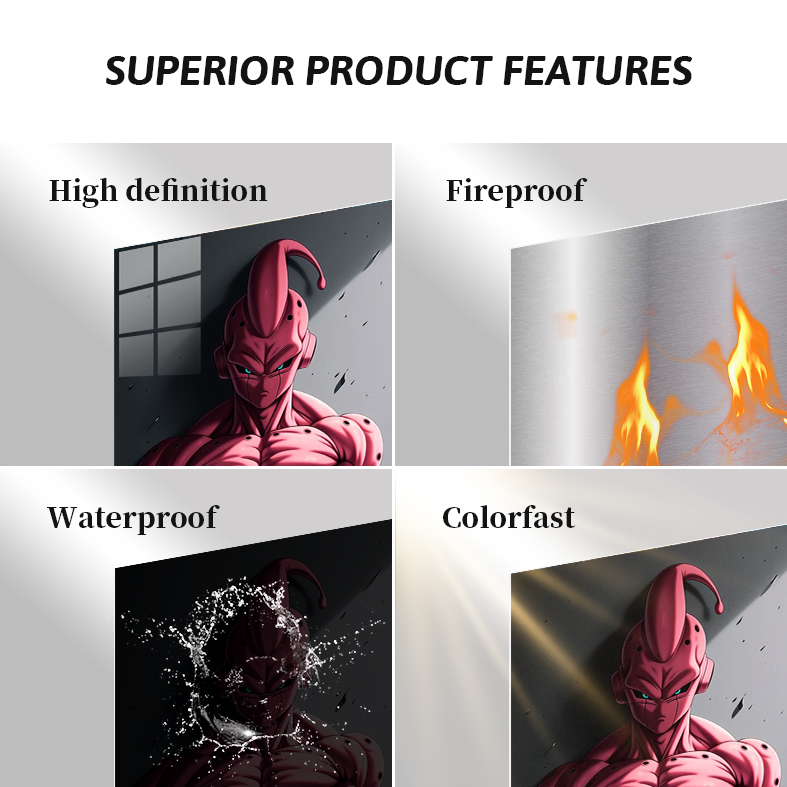 SUPERIOR PRODUCT FEATURES
High definition
Fireproof
Waterproof
Colorfast